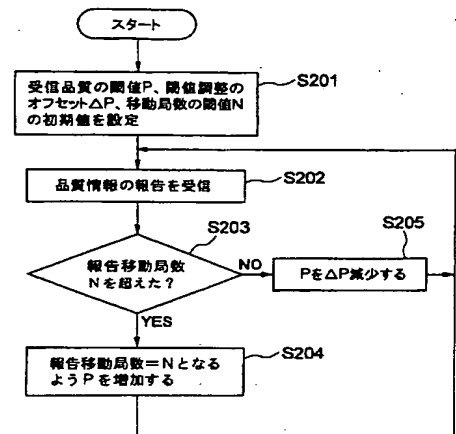 スタート
受信品質の閾値P、閾値調整の
オフセット△P、移動局数の閾値N
の初期値を設定
S201
品質情報の報告を受信
S202
S203
報告移動局数
Nを超えた?
NO
S205
Pを△P減少する
YES
S204
報告移動局数=Nとなる
ようPを増加する